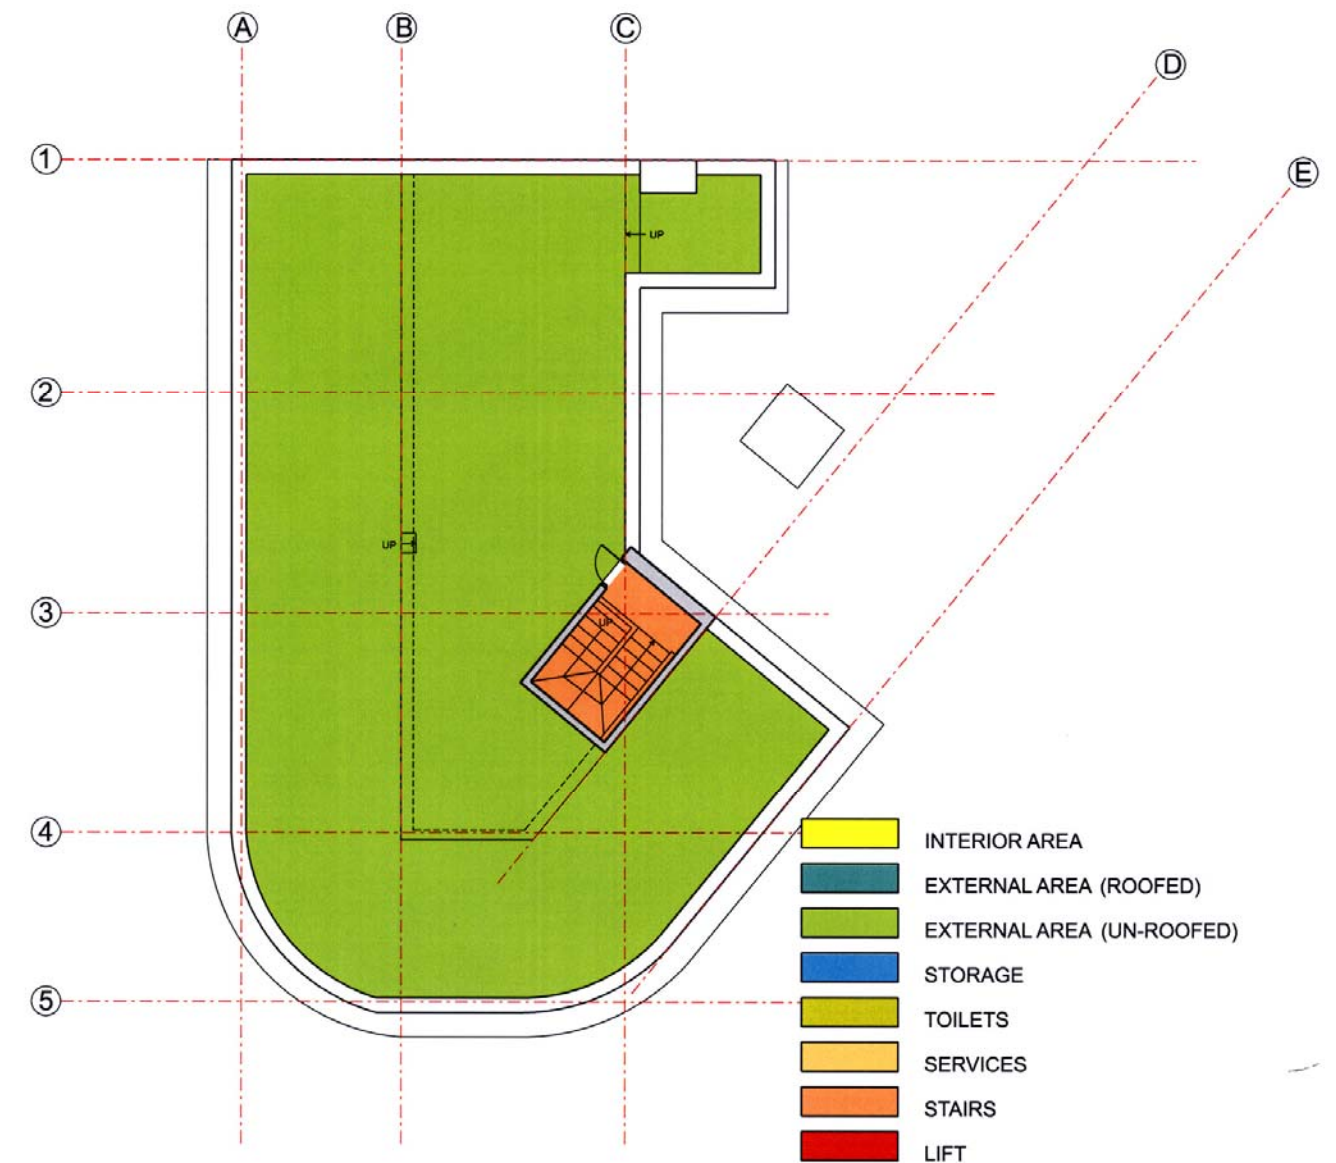 A
B
C
D
1
E
UP
2
UP
3
UP
4
5
INTERIOR AREA
EXTERNAL AREA (ROOFED)
EXTERNAL AREA (UN-ROOFED)
STORAGE
TOILETS
SERVICES
STAIRS
LIFT